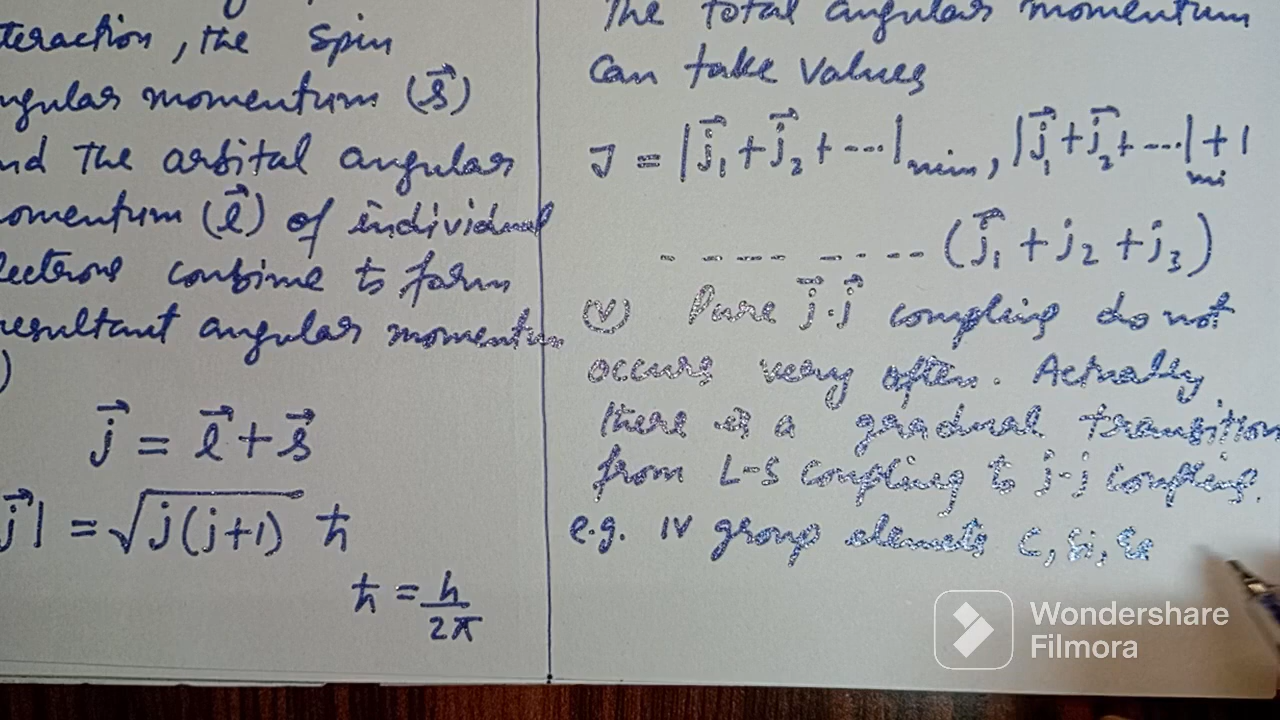 teraction, the spin
ngular momentum (s⃗)
nd the orbital angular
omentum (l⃗) of individual
lectrons combine to form
resultant angular momentum
)
j⃗ = l⃗ + s⃗
j⃗| = √j(j+1) ħ
ħ = h/2π
The total angular momentum
can take values
J = |j⃗₁ + j⃗₂ + ---|min, |j⃗₁ + j⃗₂ + ---|mi + 1
- - - - - - - - - - (j⃗₁ + j₂ + j₃)
(v) Pure j⃗.j⃗ coupling do not
occurs very often. Actually
there is a gradual transition
from L-S coupling to j-j coupling.
e.g. IV group elements C, Si,
Wondershare
Filmora